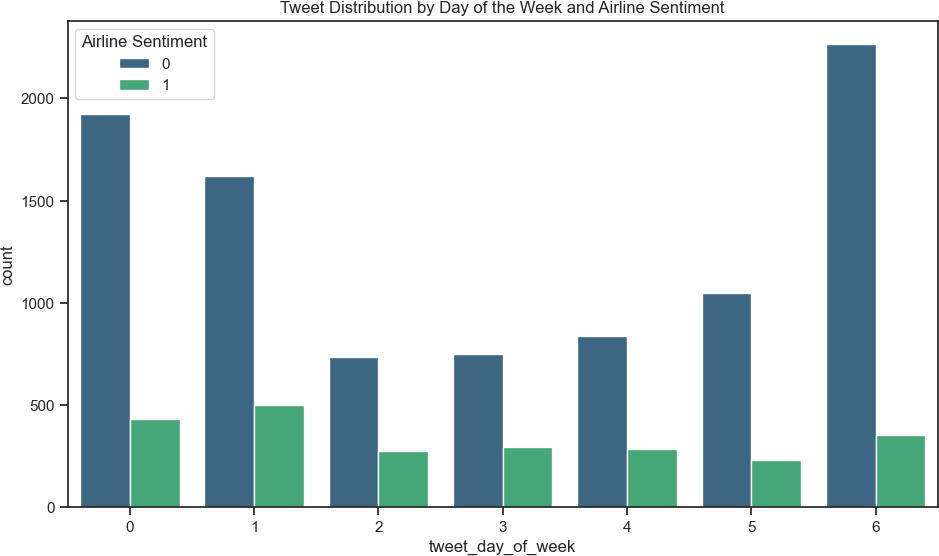 Tweet Distribution by Day of the Week and Airline Sentiment
Airline Sentiment
0
1
2000
1500
1000
500
0
count
0 1 2 3 4 5 6
tweet_day_of_week